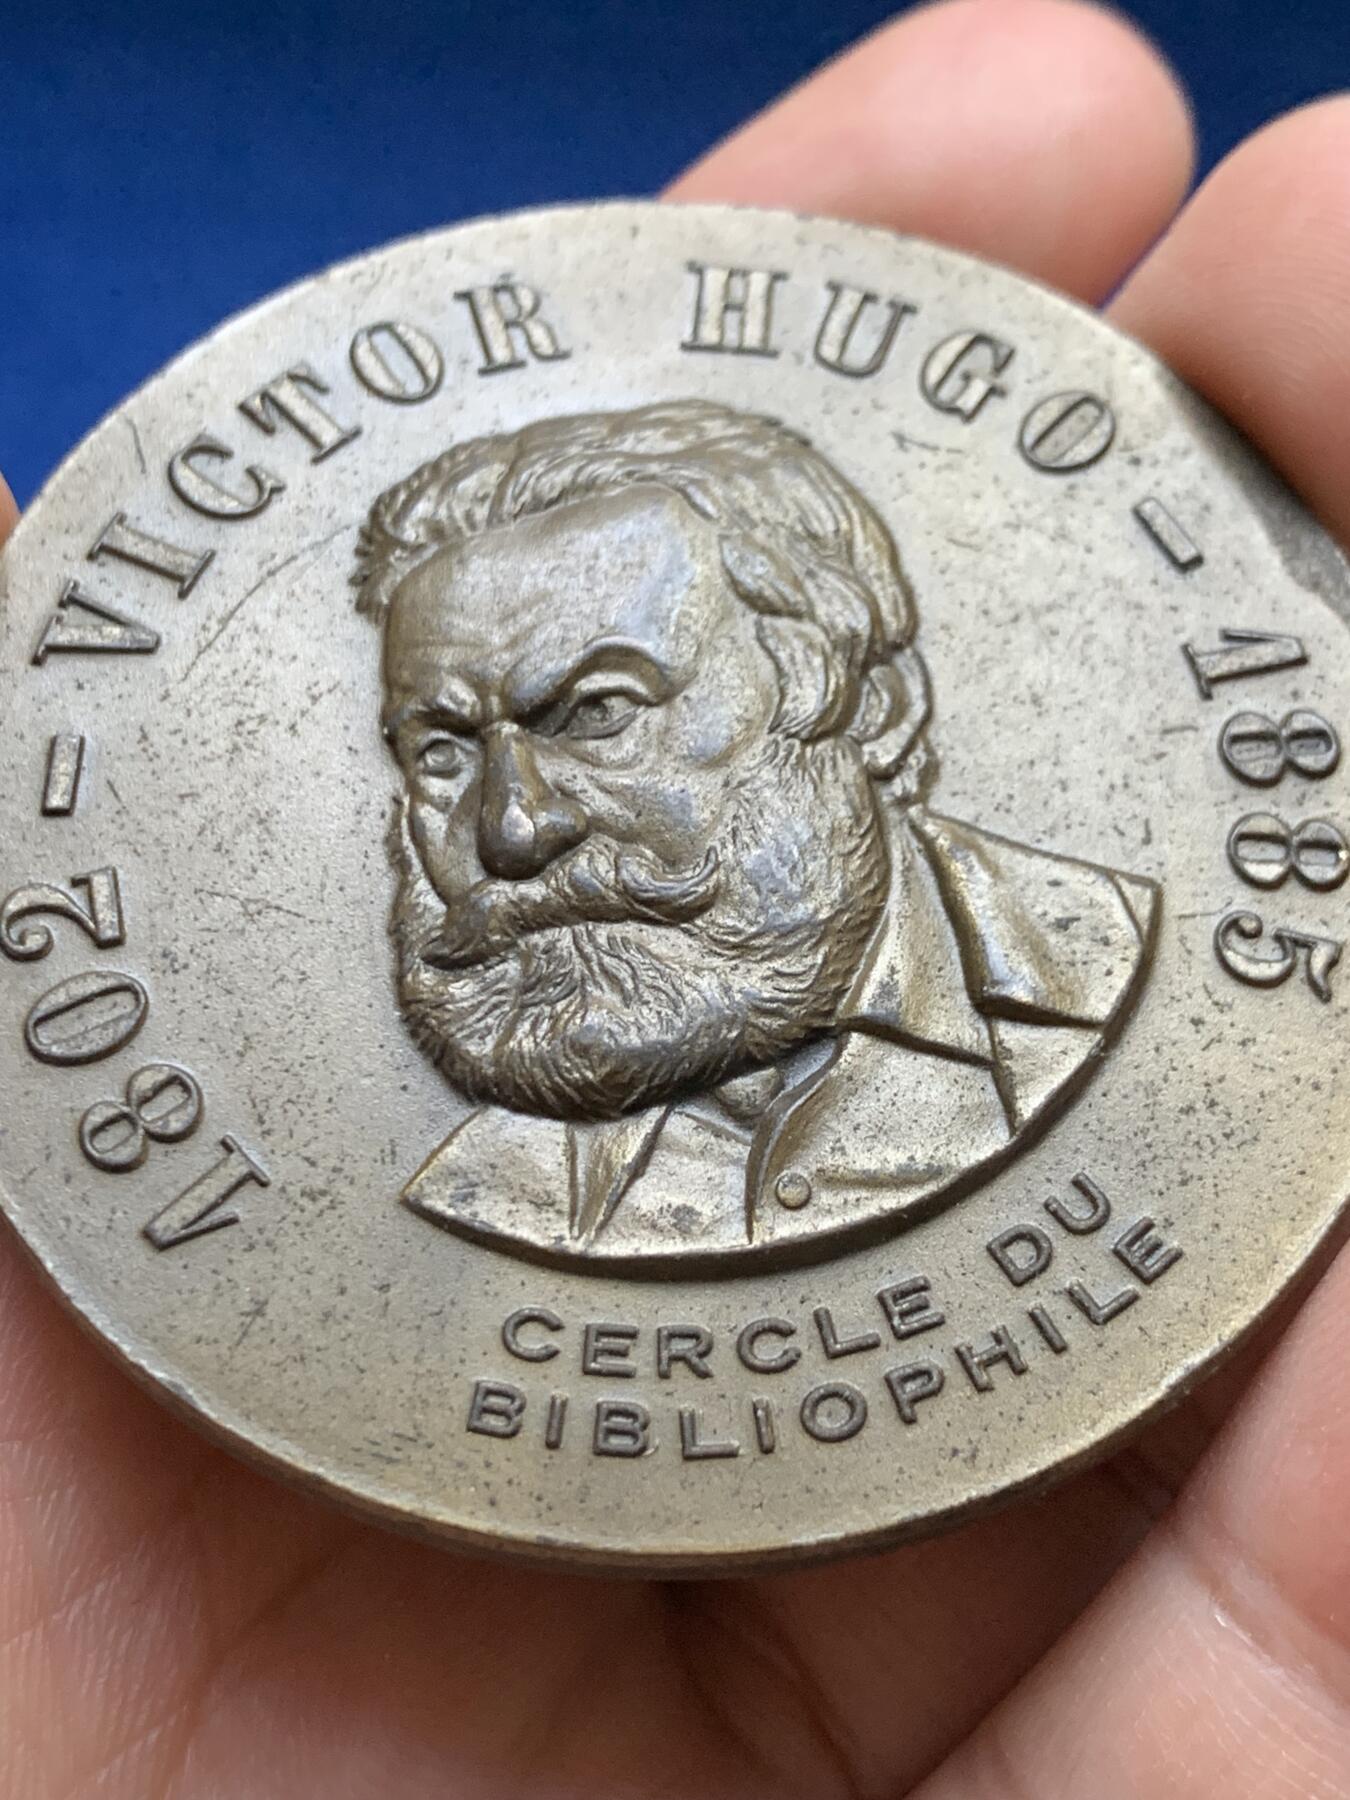 1802 - VICTOR HUGO - 1885
CERCLE DU
BIBLIOPHILE